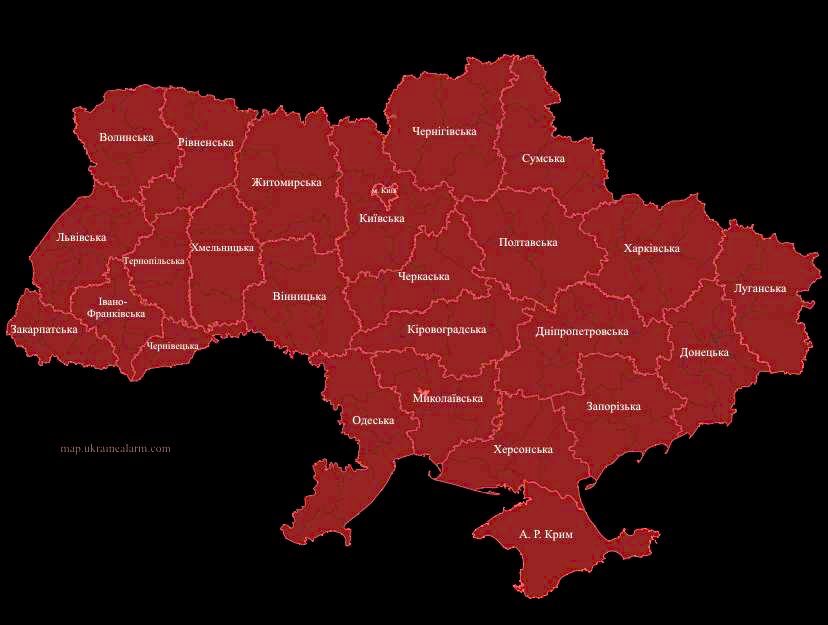 Чернігівська
Волинська
Рівненська
Сумська
Житомирська
м. Київ
Київська
Львівська
Хмельницька
Полтавська
Харківська
Тернопільська
Черкаська
Луганська
Вінницька
Івано-
Франківська
Закарпатська
Кіровоградська
Дніпропетровська
Чернівецька
Донецька
Миколаївська
Запорізька
Одеська
Херсонська
map.ukrainealarm.com
А. Р. Крим